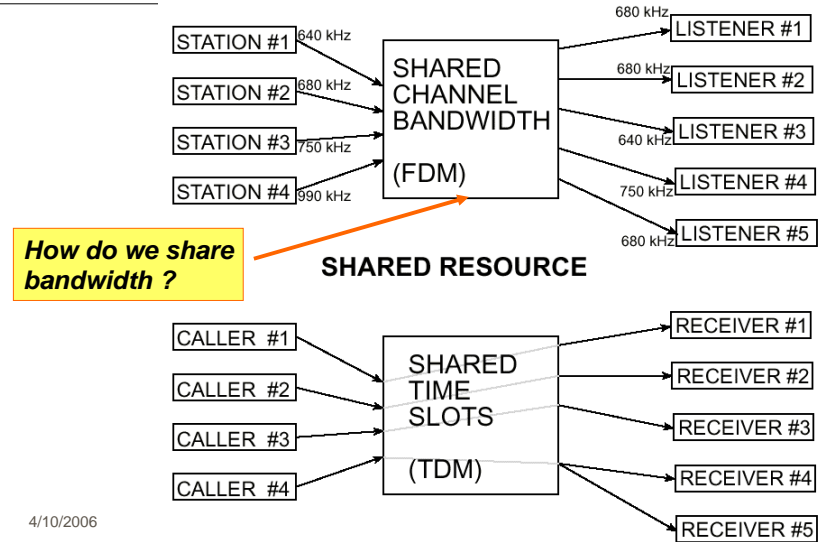 STATION #1
640 kHz
STATION #2
680 kHz
STATION #3
750 kHz
STATION #4
990 kHz
SHARED
CHANNEL
BANDWIDTH
(FDM)
680 kHz
LISTENER #1
680 kHz
LISTENER #2
640 kHz
LISTENER #3
750 kHz
LISTENER #4
680 kHz
LISTENER #5
How do we share
bandwidth ?
SHARED RESOURCE
CALLER #1
CALLER #2
CALLER #3
CALLER #4
SHARED
TIME
SLOTS
(TDM)
RECEIVER #1
RECEIVER #2
RECEIVER #3
RECEIVER #4
RECEIVER #5
4/10/2006